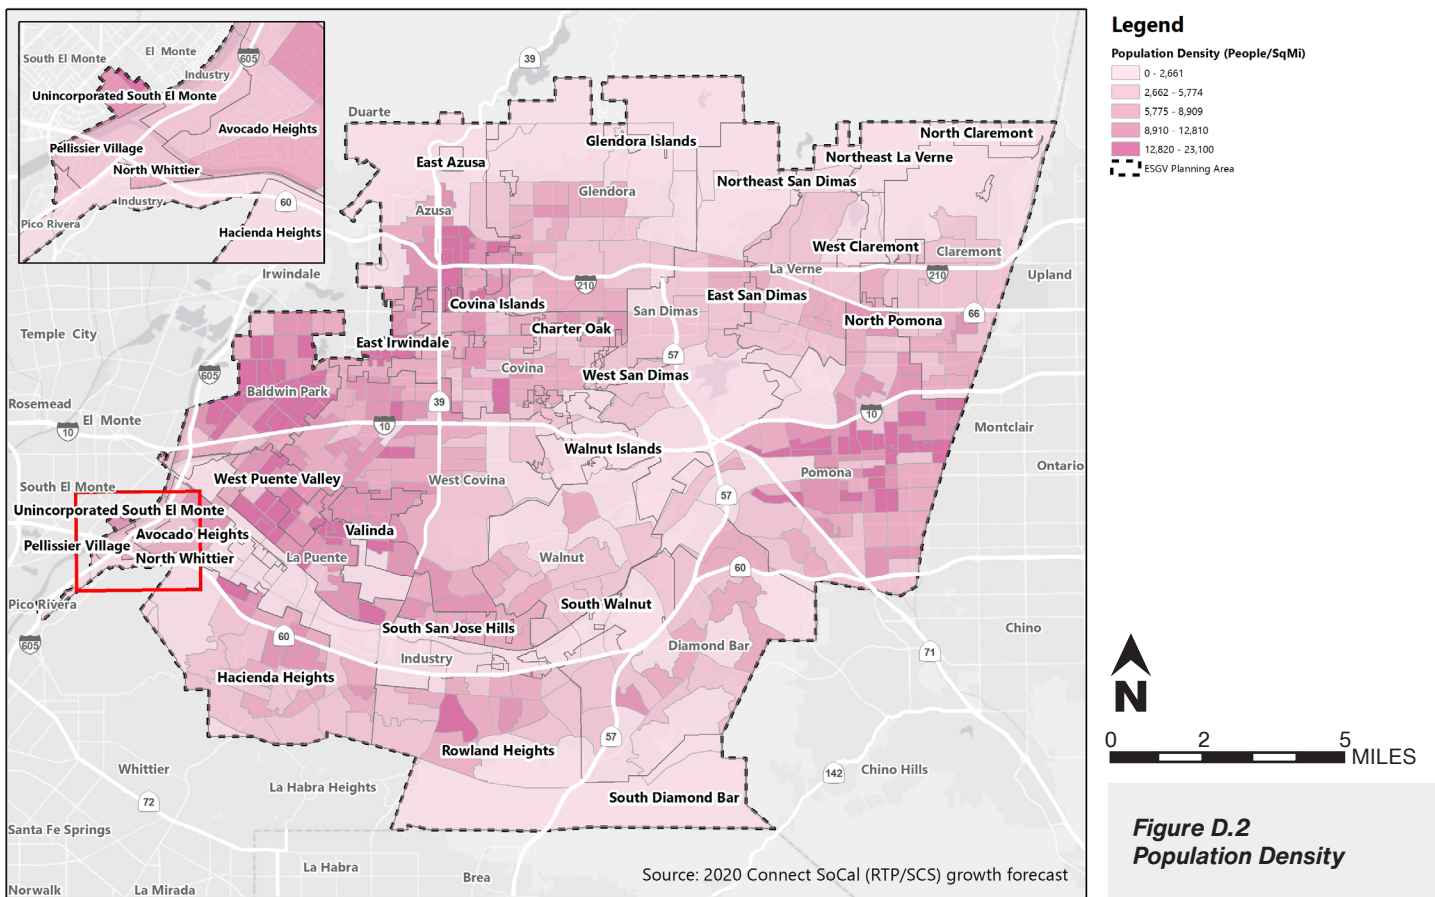 South El Monte
El Monte
605
Industry
Unincorporated South El Monte
Avocado Heights
Pellissier Village
North Whittier
Industry
60
Pico Rivera
Hacienda Heights
39
Duarte
Glendora Islands
North Claremont
East Azusa
Northeast La Verne
Northeast San Dimas
Glendora
Azusa
West Claremont
Claremont
Irwindale
La Verne
210
Upland
210
East San Dimas
Covina Islands
San Dimas
66
North Pomona
Temple City
Charter Oak
East Irwindale
57
Covina
West San Dimas
605
Baldwin Park
Rosemead
39
El Monte
10
10
10
Montclair
Walnut Islands
Ontario
Pomona
West Puente Valley
West Covina
South El Monte
57
Unincorporated South El Monte
Valinda
Avocado Heights
Pellissier Village
La Puente
Walnut
North Whittier
60
Pico Rivera
South Walnut
South San Jose Hills
Chino
60
605
Diamond Bar
71
Industry
Hacienda Heights
57
Rowland Heights
Whittier
Chino Hills
142
La Habra Heights
South Diamond Bar
72
Santa Fe Springs
La Habra
Brea
Norwalk
La Mirada
Source: 2020 Connect SoCal (RTP/SCS) growth forecast
Legend
Population Density (People/SqMi)
0 - 2,661
2,662 - 5,774
5,775 - 8,909
8,910 - 12,810
12,820 - 23,100
ESGV Planning Area
N
0 2 5
MILES
Figure D.2
Population Density